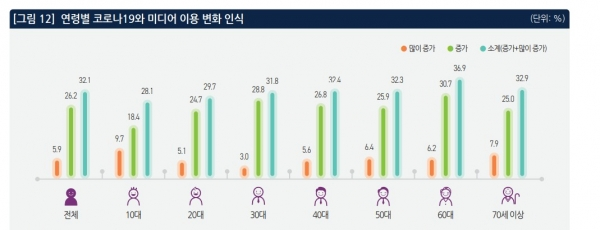 [그림 12] 연령별 코로나19와 미디어 이용 변화 인식 (단위: %)
많이 증가 증가 소계(증가+많이 증가)
5.9 26.2 32.1 9.7 18.4 28.1 5.1 24.7 29.7 3.0 28.8 31.8 5.6 26.8 32.4 6.4 25.9 32.3 6.2 30.7 36.9 7.9 25.0 32.9
전체 10대 20대 30대 40대 50대 60대 70세 이상